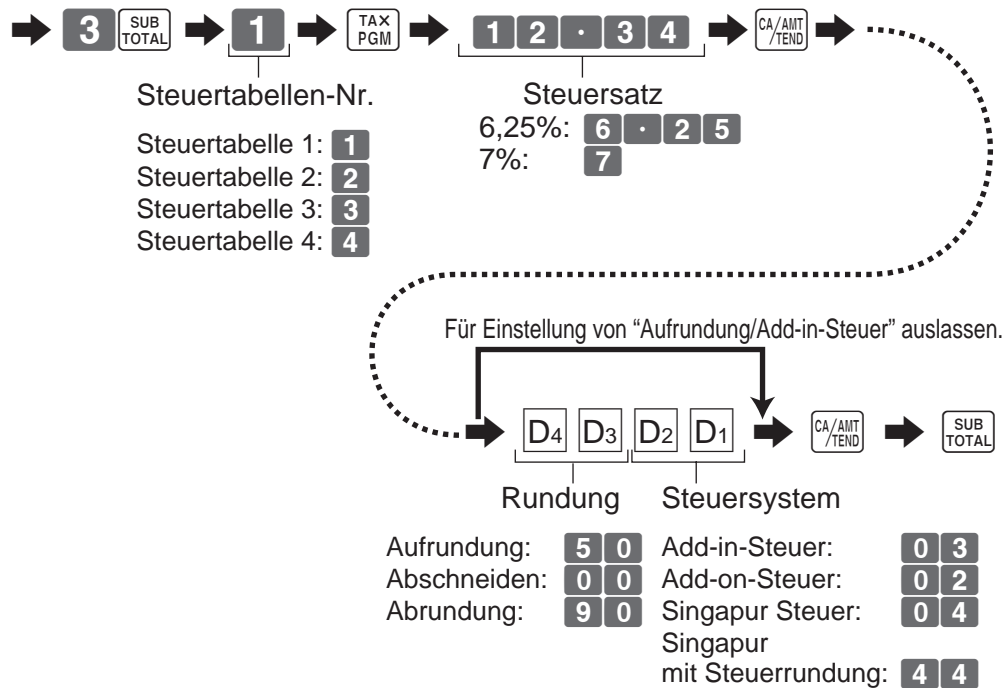 3 SUB TOTAL 1 TAX PGM 1 2 · 3 4 CA/AMT/TEND
Steuertabellen-Nr.
Steuertabelle 1: 1
Steuertabelle 2: 2
Steuertabelle 3: 3
Steuertabelle 4: 4
Steuersatz
6,25%: 6 · 2 5
7%: 7
Für Einstellung von “Aufrundung/Add-in-Steuer” auslassen.
D4 D3 D2 D1 CA/AMT/TEND SUB TOTAL
Rundung
Aufrundung: 5 0
Abschneiden: 0 0
Abrundung: 9 0
Steuersystem
Add-in-Steuer: 0 3
Add-on-Steuer: 0 2
Singapur Steuer: 0 4
Singapur
mit Steuerrundung: 4 4